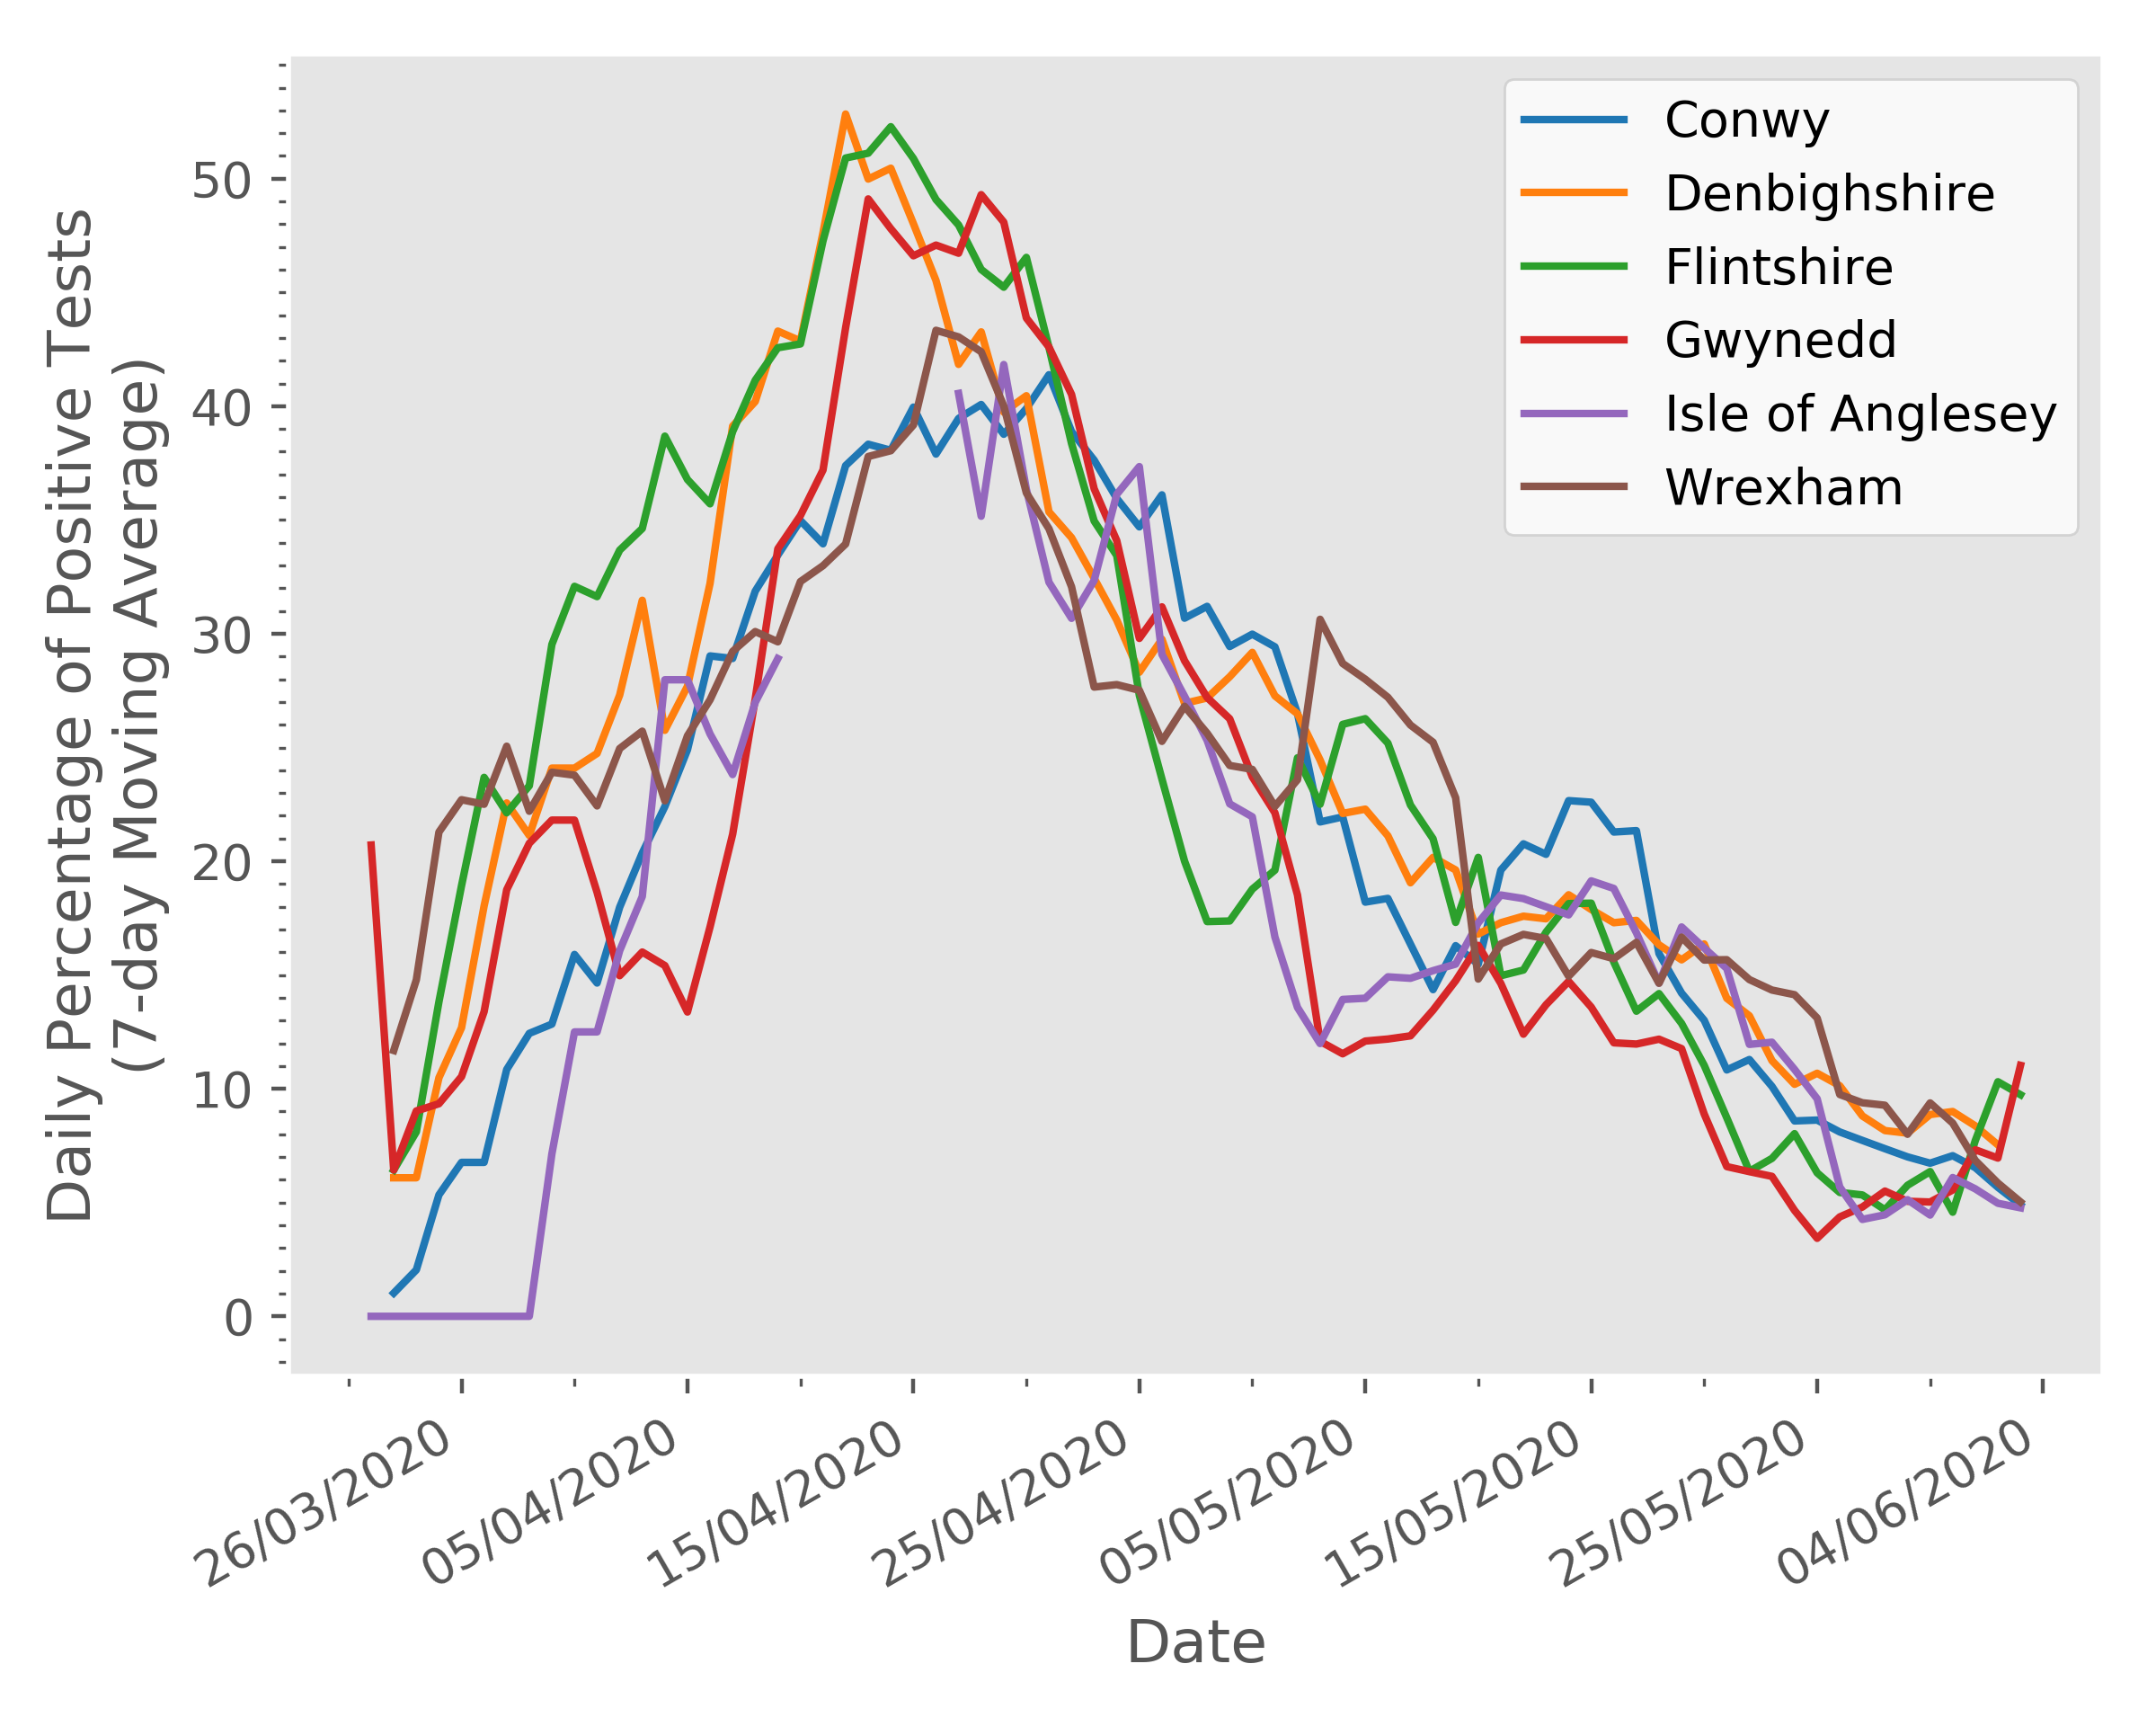 Daily Percentage of Positive Tests
(7-day Moving Average)
50
40
30
20
10
0
Conwy
Denbighshire
Flintshire
Gwynedd
Isle of Anglesey
Wrexham
26/03/2020
05/04/2020
15/04/2020
25/04/2020
05/05/2020
15/05/2020
25/05/2020
04/06/2020
Date